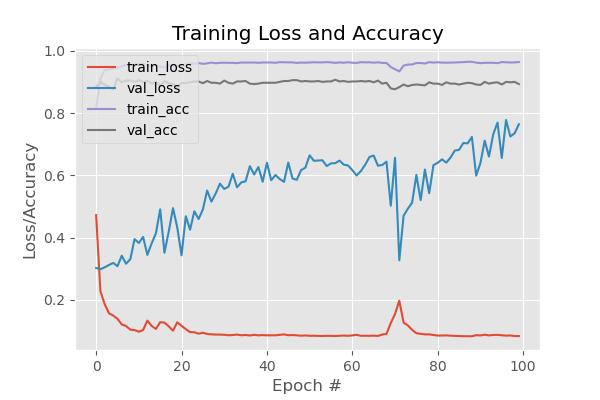 Training Loss and Accuracy
1.0
0.8
0.6
0.4
0.2
Loss/Accuracy
train_loss
val_loss
train_acc
val_acc
0 20 40 60 80 100
Epoch #